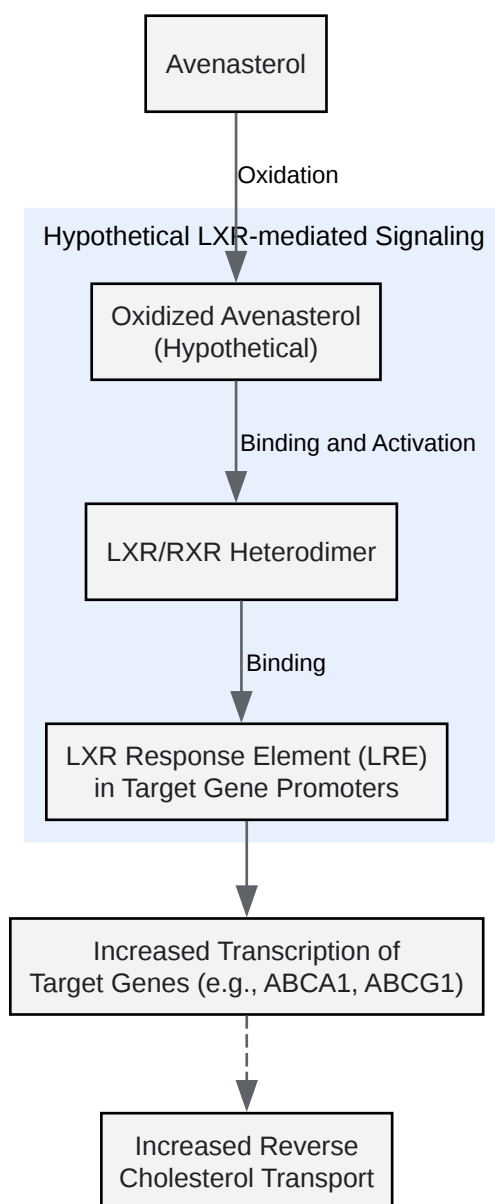 Avenasterol
Oxidation
Hypothetical LXR-mediated Signaling
Oxidized Avenasterol
(Hypothetical)
Binding and Activation
LXR/RXR Heterodimer
Binding
LXR Response Element (LRE)
in Target Gene Promoters
Increased Transcription of
Target Genes (e.g., ABCA1, ABCG1)
Increased Reverse
Cholesterol Transport